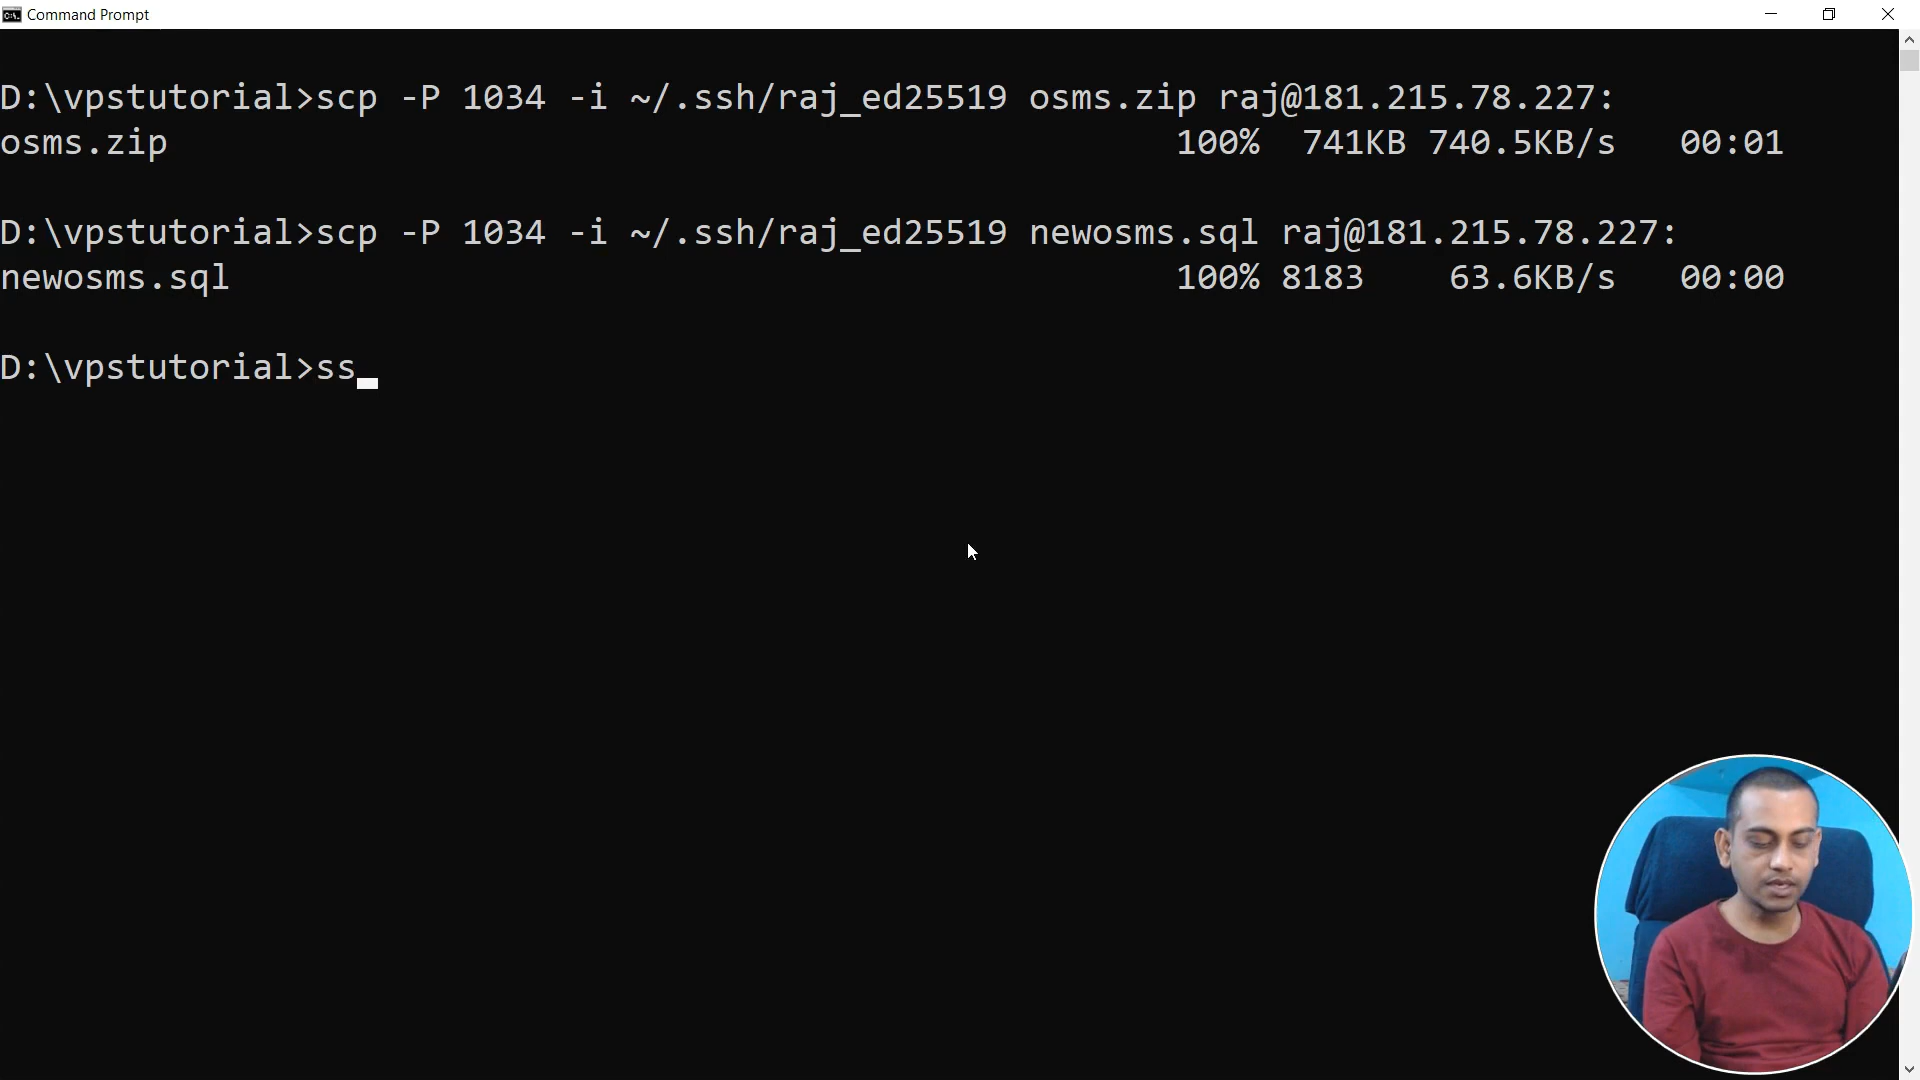 Command Prompt
D:\vpstutorial>scp -P 1034 -i ~/.ssh/raj_ed25519 osms.zip raj@181.215.78.227:
osms.zip 100% 741KB 740.5KB/s 00:01
D:\vpstutorial>scp -P 1034 -i ~/.ssh/raj_ed25519 newosms.sql raj@181.215.78.227:
newosms.sql 100% 8183 63.6KB/s 00:00
D:\vpstutorial>ss